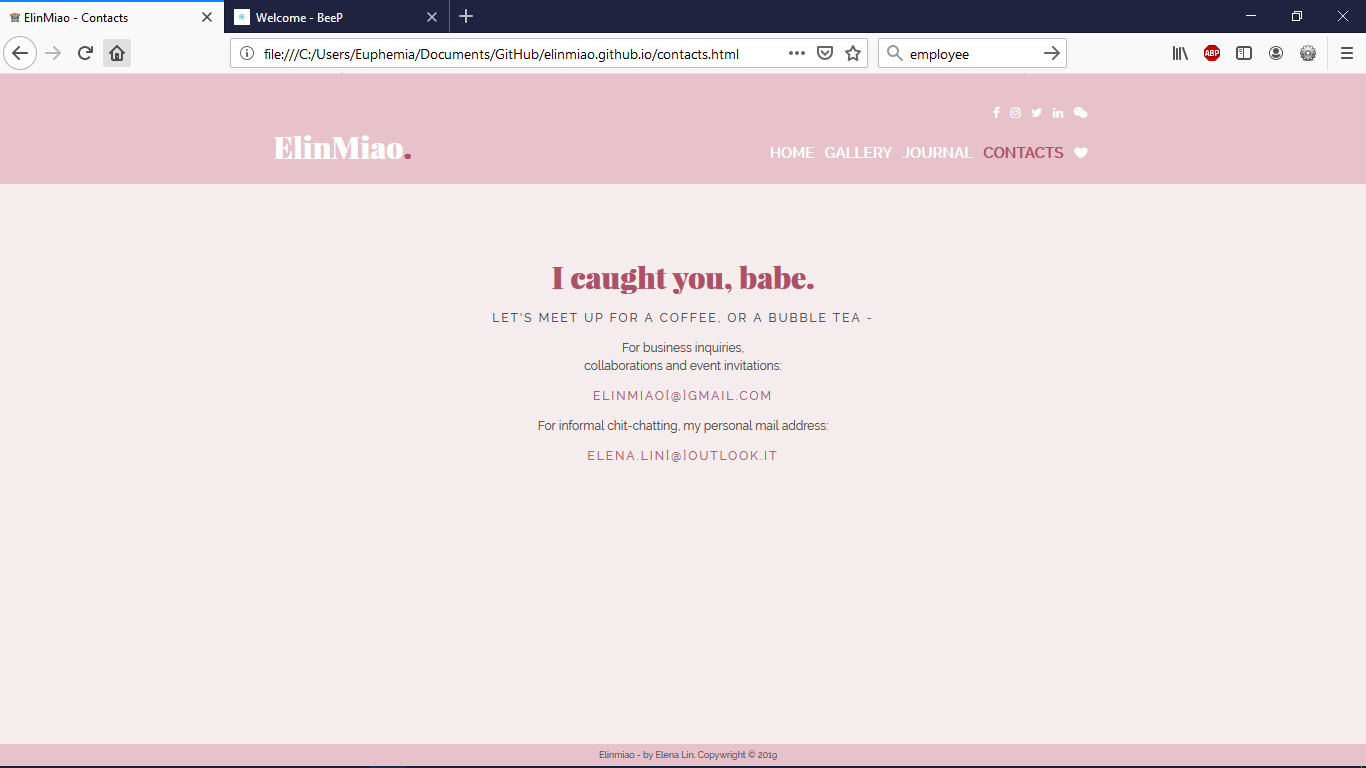 ElinMiao - Contacts
Welcome - BeeP
file:///C:/Users/Euphemia/Documents/GitHub/elinmiao.github.io/contacts.html
employee
ABP
ElinMiao.
HOME GALLERY JOURNAL CONTACTS
I caught you, babe.
LET'S MEET UP FOR A COFFEE, OR A BUBBLE TEA -
For business inquiries,
collaborations and event invitations:
ELINMIAO[@]GMAIL.COM
For informal chit-chatting, my personal mail address:
ELENA.LIN[@]OUTLOOK.IT
Elinmiao - by Elena Lin. Copywright © 2019